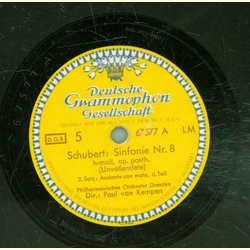 Deutsche
Grammophon
Gesellschaft
D.G.S. 5 67577 A LM
Schubert: Sinfonie Nr. 8
h-moll, op. posth.
(Unvollendete)
2. Satz: Andante con moto, II. Teil
Philharmonisches Orchester Dresden
Dir.: Paul van Kempen